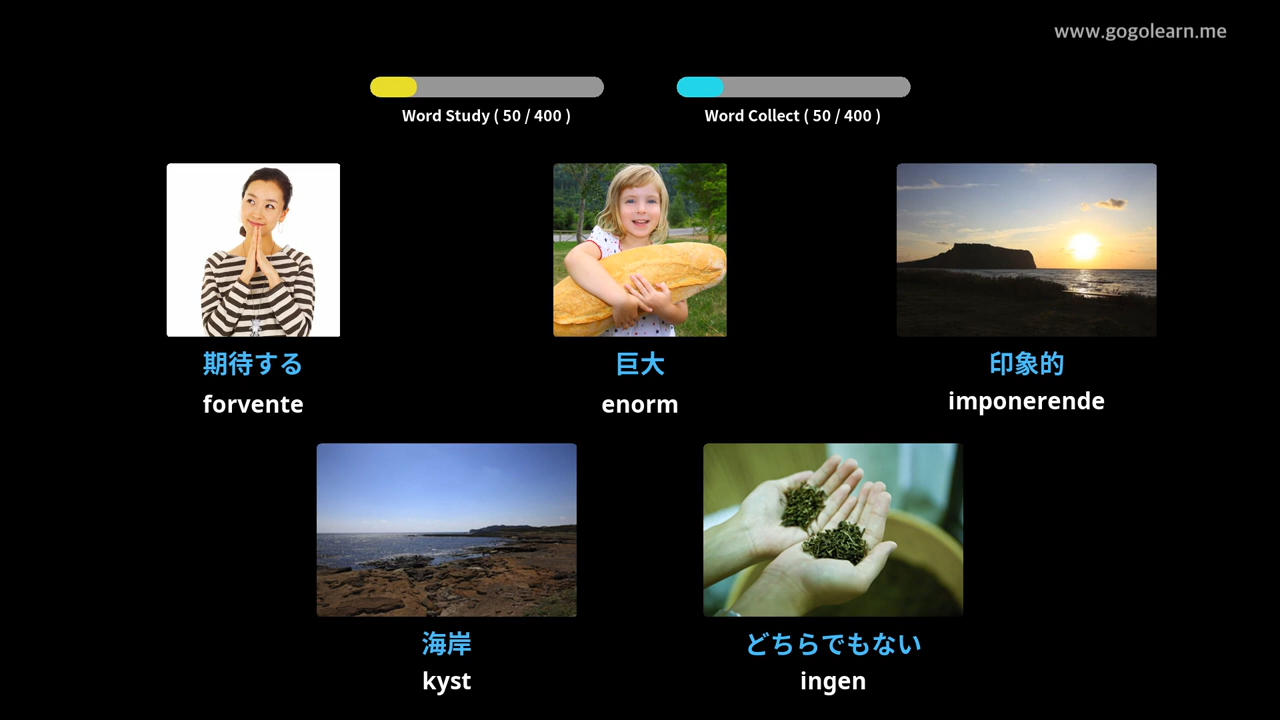 www.gogolearn.me
Word Study ( 50 / 400 )
Word Collect ( 50 / 400 )
期待する
forvente
巨大
enorm
印象的
imponerende
海岸
kyst
どちらでもない
ingen